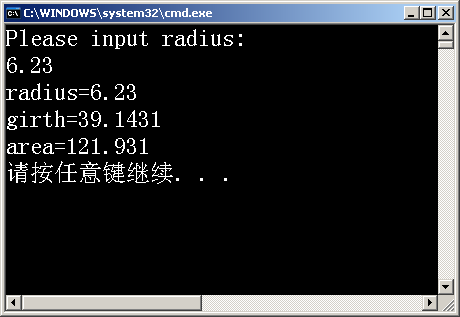 C:\WINDOWS\system32\cmd.exe
Please input radius:
6.23
radius=6.23
girth=39.1431
area=121.931
请按任意键继续. . .